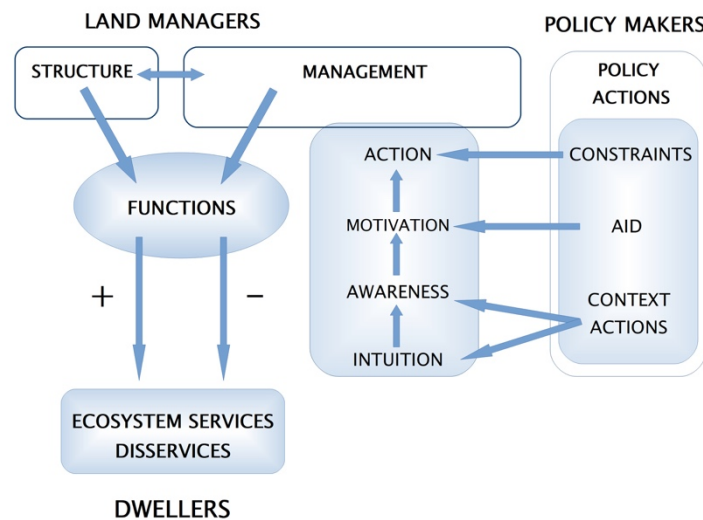 LAND MANAGERS
POLICY MAKERS
STRUCTURE
MANAGEMENT
POLICY
ACTIONS
ACTION
CONSTRAINTS
FUNCTIONS
MOTIVATION
AID
+
−
AWARENESS
CONTEXT
ACTIONS
INTUITION
ECOSYSTEM SERVICES
DISSERVICES
DWELLERS